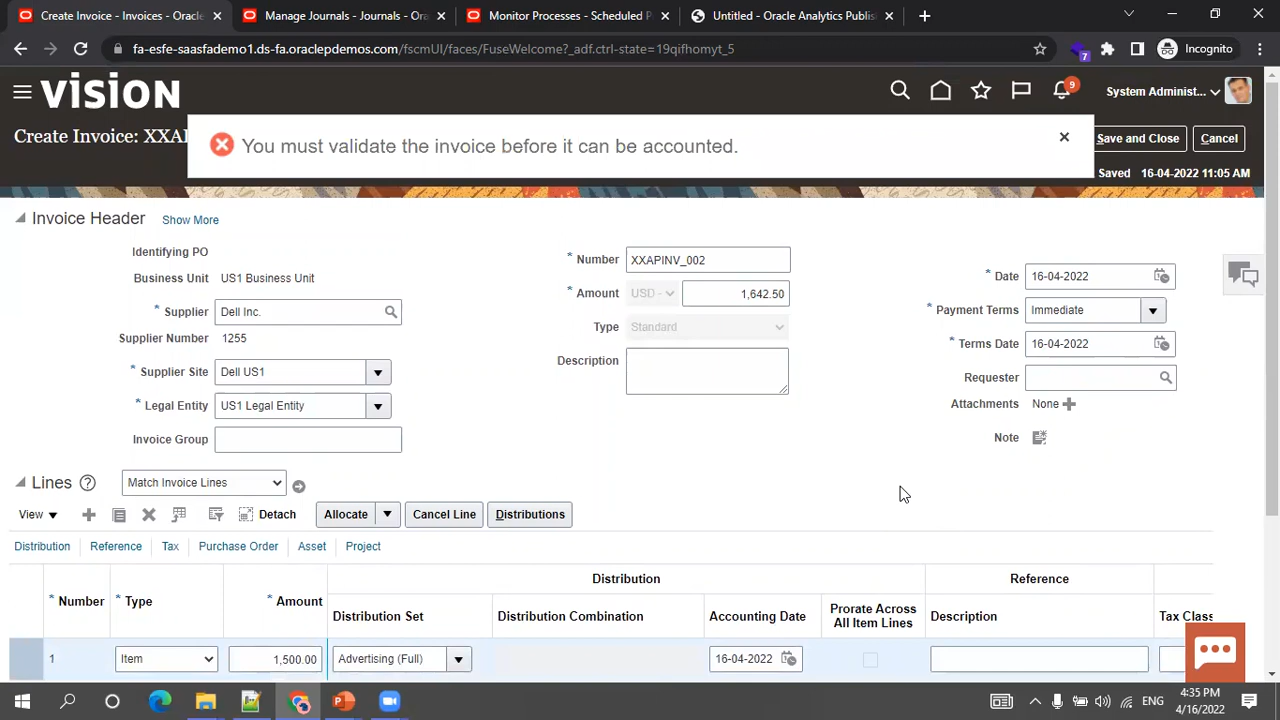 Create Invoice - Invoices - Oracle
Manage Journals - Journals - Or
Monitor Processes - Scheduled P
Untitled - Oracle Analytics Publis
fa-esfe-saasfademo1.ds-fa.oraclepdemos.com/fscmUI/faces/FuseWelcome?_adf.ctrl-state=19qifhomyt_5
7
Incognito
VISION
9
System Administ...
Create Invoice: XXA
You must validate the invoice before it can be accounted.
Save and Close
Cancel
Saved 16-04-2022 11:05 AM
Invoice Header Show More
Identifying PO
Business Unit US1 Business Unit
* Supplier Dell Inc.
Supplier Number 1255
* Supplier Site Dell US1
* Legal Entity US1 Legal Entity
Invoice Group
* Number XXAPINV_002
* Amount USD - 1,642.50
Type Standard
Description
* Date 16-04-2022
* Payment Terms Immediate
* Terms Date 16-04-2022
Requester
Attachments None
Note
Lines ? Match Invoice Lines
View Detach Allocate Cancel Line Distributions
Distribution Reference Tax Purchase Order Asset Project
Distribution Reference
* Number * Type * Amount Distribution Set Distribution Combination Accounting Date Prorate Across All Item Lines Description Tax Class
1 Item 1,500.00 Advertising (Full) 16-04-2022
ENG
4:35 PM
4/16/2022